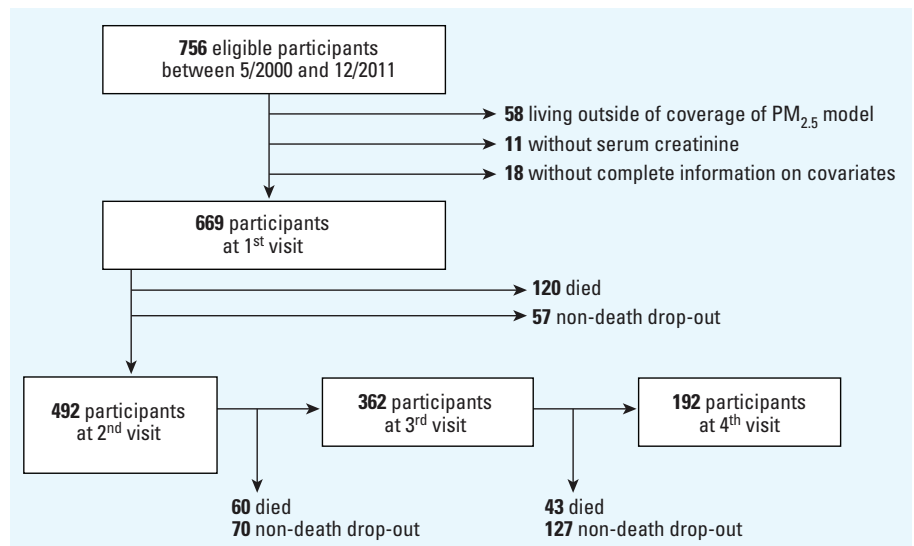 756 eligible participants
between 5/2000 and 12/2011
58 living outside of coverage of PM2.5 model
11 without serum creatinine
18 without complete information on covariates
669 participants
at 1st visit
120 died
57 non-death drop-out
492 participants
at 2nd visit
362 participants
at 3rd visit
192 participants
at 4th visit
60 died
70 non-death drop-out
43 died
127 non-death drop-out